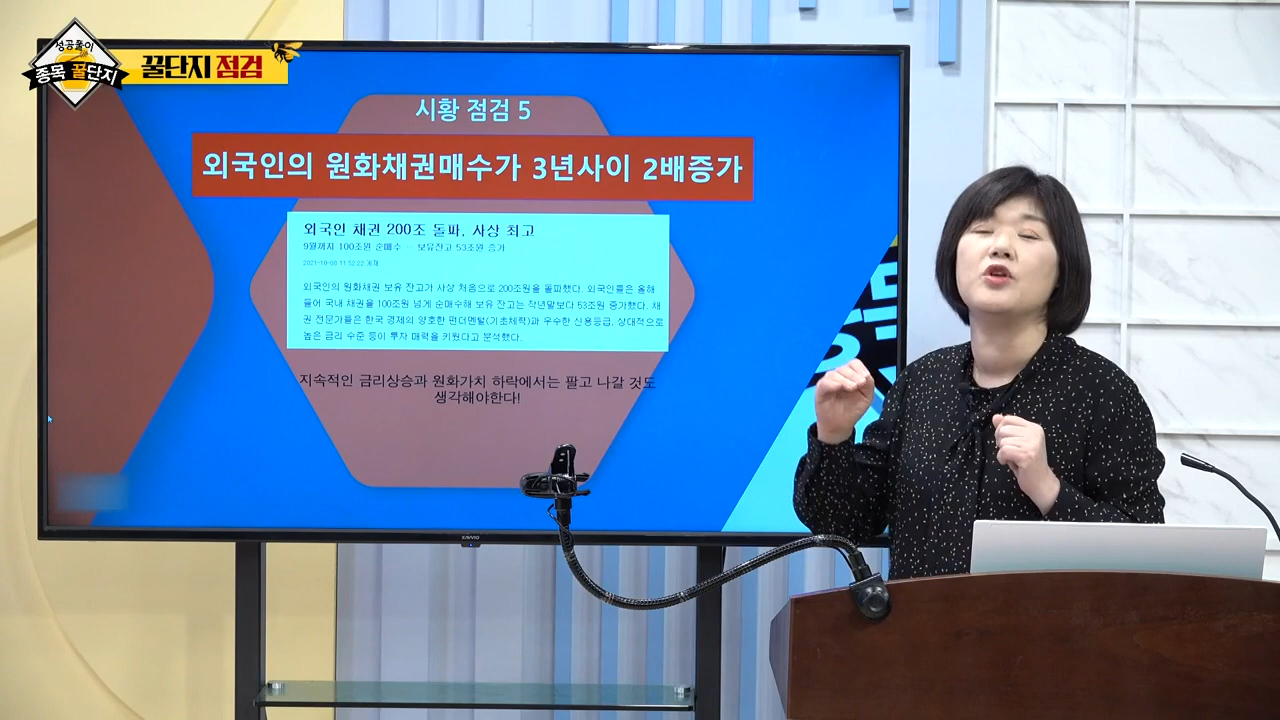 성공풀이
종목 꿀단지
꿀단지 점검
시황 점검 5
외국인의 원화채권매수가 3년사이 2배증가
외국인 채권 200조 돌파, 사상 최고
9월까지 100조원 순매수 … 보유잔고 53조원 증가
외국인의 원화채권 보유 잔고가 사상 처음으로 200조원을 돌파했다. 외국인들은 올해
들어 국내 채권을 100조원 넘게 순매수해 보유 잔고는 작년말보다 53조원 증가했다. 채
권 전문가들은 한국 경제의 양호한 펀더멘털(기초체력)과 우수한 신용등급, 상대적으로
높은 금리 수준 등이 투자 매력을 키웠다고 분석했다.
지속적인 금리상승과 원화가치 하락에서는 팔고 나갈 것도
생각해야한다!